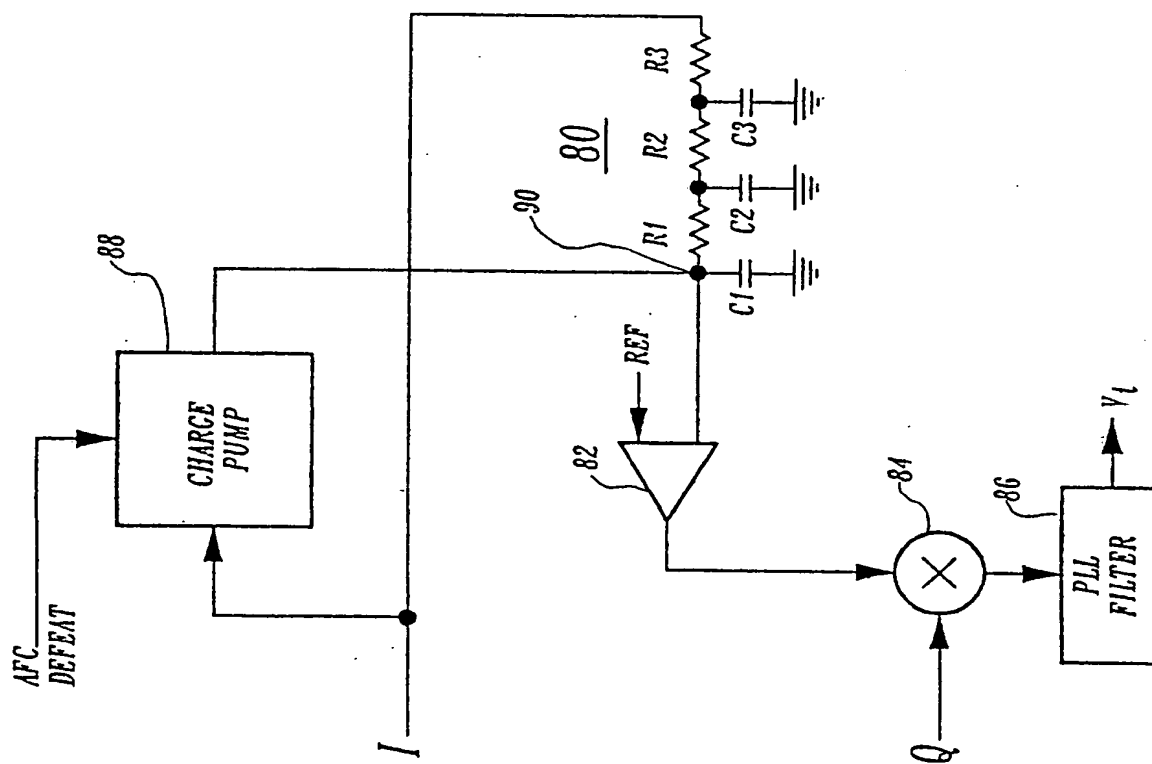 AFC
DEFEAT
88
CHARGE
PUMP
I
80
90
R1
R2
R3
C1
C2
C3
REF
82
84
Q
86
PLL
FILTER
Vt